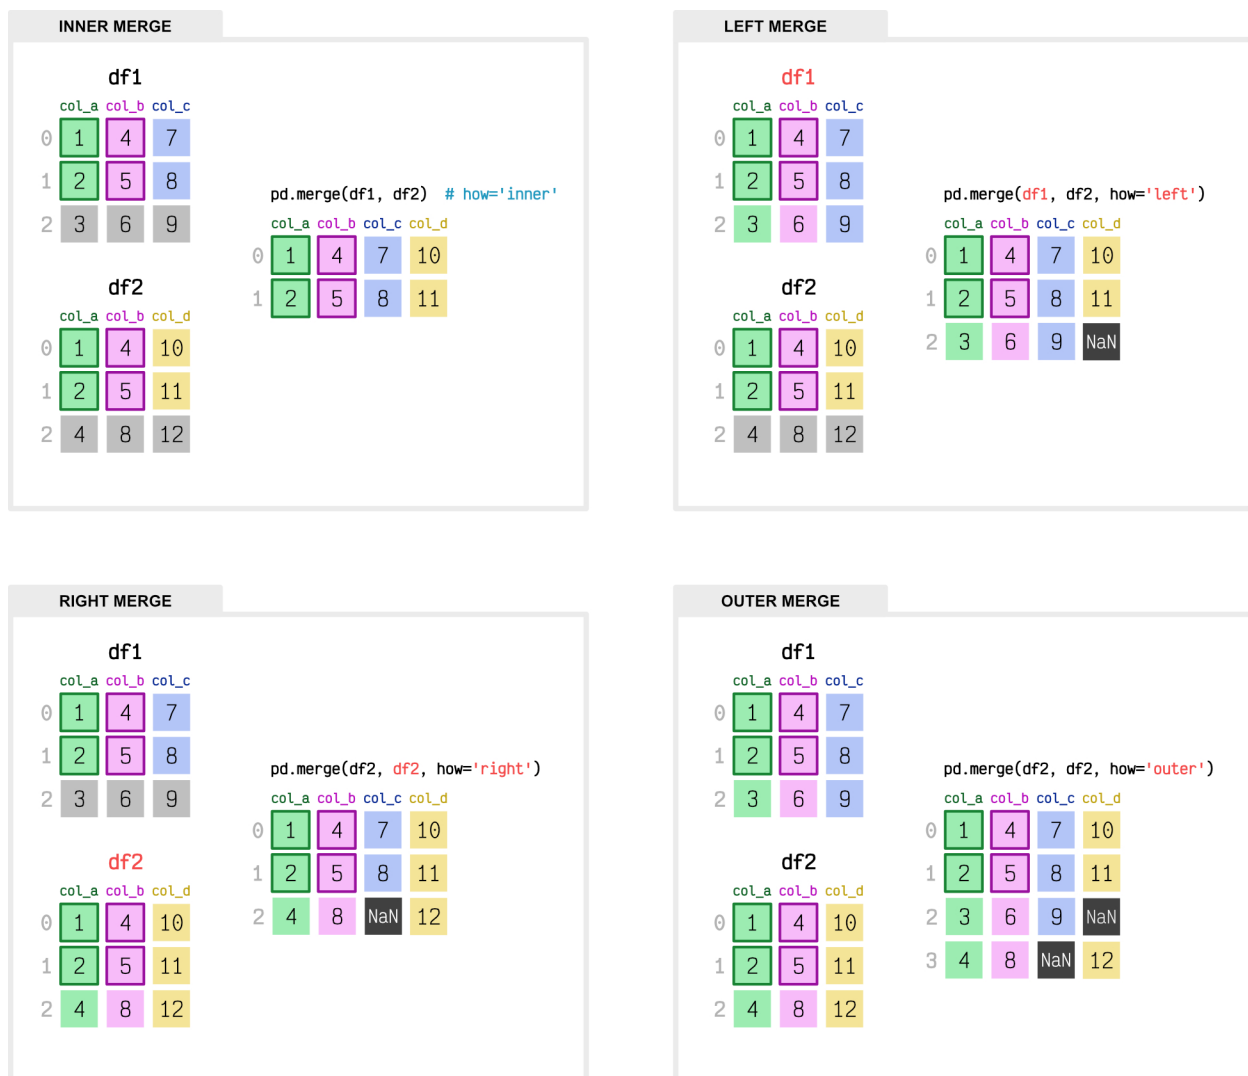 INNER MERGE
df1
col_a col_b col_c
0 1 4 7
1 2 5 8
2 3 6 9
df2
col_a col_b col_d
0 1 4 10
1 2 5 11
2 4 8 12
pd.merge(df1, df2) # how='inner'
col_a col_b col_c col_d
0 1 4 7 10
1 2 5 8 11
LEFT MERGE
df1
col_a col_b col_c
0 1 4 7
1 2 5 8
2 3 6 9
df2
col_a col_b col_d
0 1 4 10
1 2 5 11
2 4 8 12
pd.merge(df1, df2, how='left')
col_a col_b col_c col_d
0 1 4 7 10
1 2 5 8 11
2 3 6 9 NaN
RIGHT MERGE
df1
col_a col_b col_c
0 1 4 7
1 2 5 8
2 3 6 9
df2
col_a col_b col_d
0 1 4 10
1 2 5 11
2 4 8 12
pd.merge(df2, df2, how='right')
col_a col_b col_c col_d
0 1 4 7 10
1 2 5 8 11
2 4 8 NaN 12
OUTER MERGE
df1
col_a col_b col_c
0 1 4 7
1 2 5 8
2 3 6 9
df2
col_a col_b col_d
0 1 4 10
1 2 5 11
2 4 8 12
pd.merge(df2, df2, how='outer')
col_a col_b col_c col_d
0 1 4 7 10
1 2 5 8 11
2 3 6 9 NaN
3 4 8 NaN 12